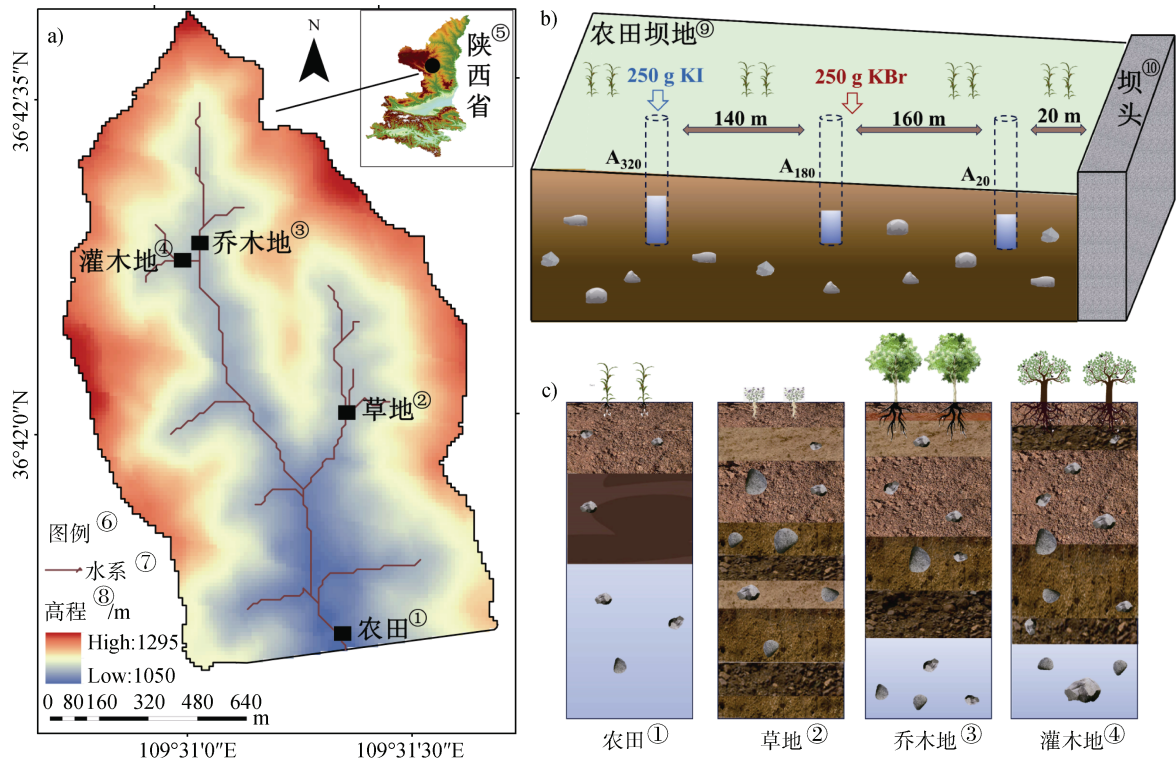 a)
N
陕西省⑤
36°42′35″N
36°42′0″N
乔木地③
灌木地④
草地②
图例⑥
水系⑦
高程⑧/m
High:1295
Low:1050
农田①
0 80 160 320 480 640 m
109°31′0″E
109°31′30″E
b)
农田坝地⑨
坝头⑩
250 g KI
250 g KBr
140 m
160 m
20 m
A320
A180
A20
c)
农田①
草地②
乔木地③
灌木地④